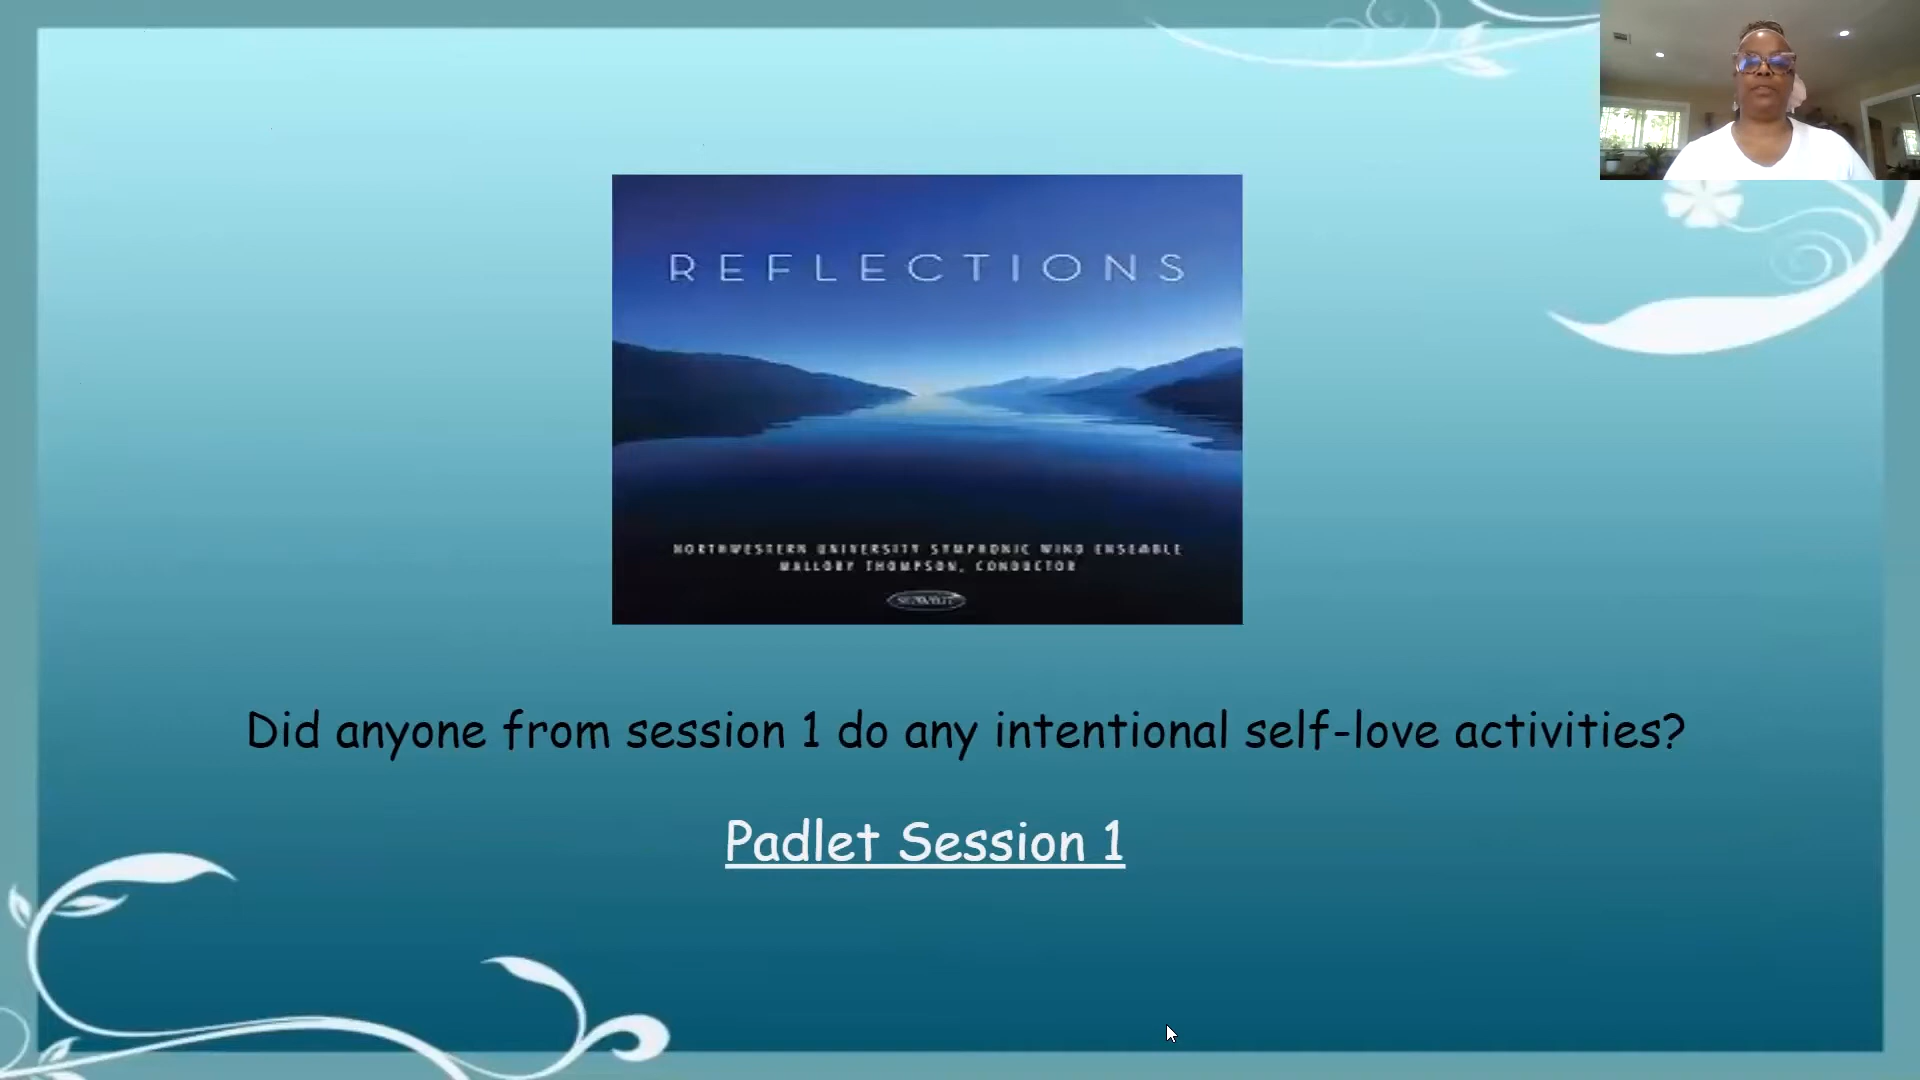 REFLECTIONS
NORTHWESTERN UNIVERSITY SYMPHONIC WIND ENSEMBLE
MALLORY THOMPSON, CONDUCTOR
Did anyone from session 1 do any intentional self-love activities?
Padlet Session 1